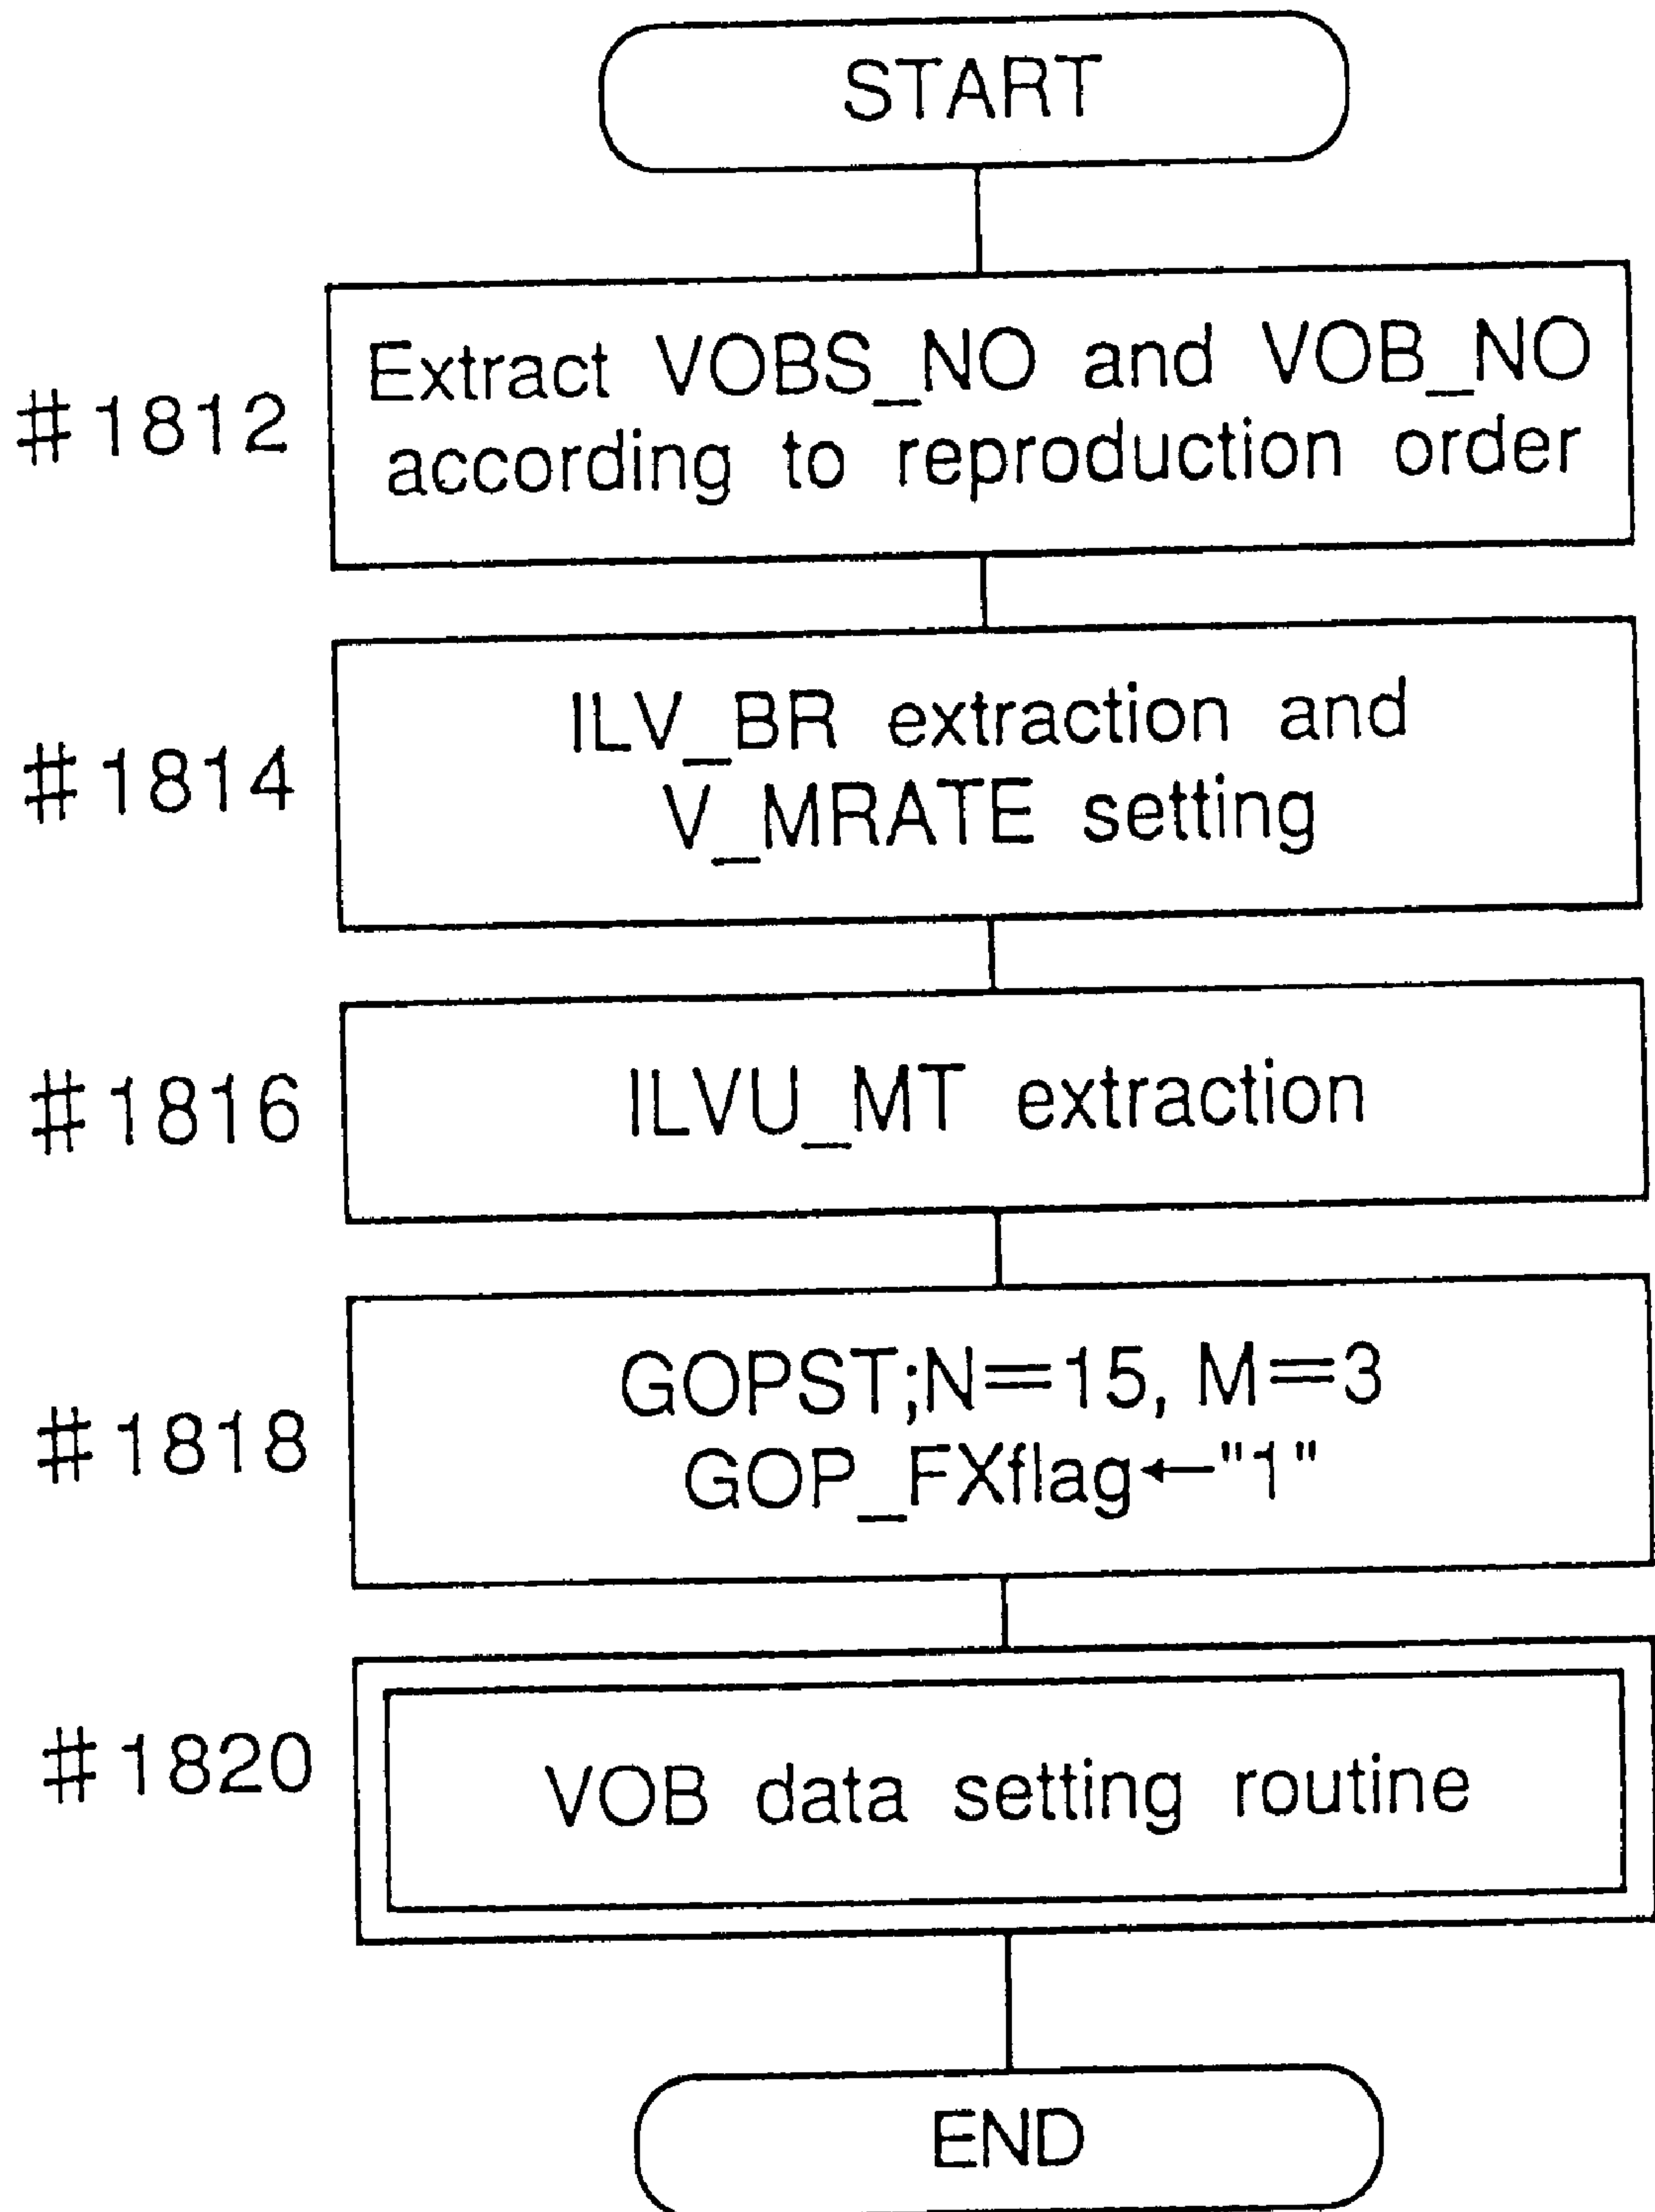 START
#1812
Extract VOBS_NO and VOB_NO
according to reproduction order
#1814
ILV_BR extraction and
V_MRATE setting
#1816
ILVU_MT extraction
#1818
GOPST;N=15, M=3
GOP_FXflag←"1"
#1820
VOB data setting routine
END